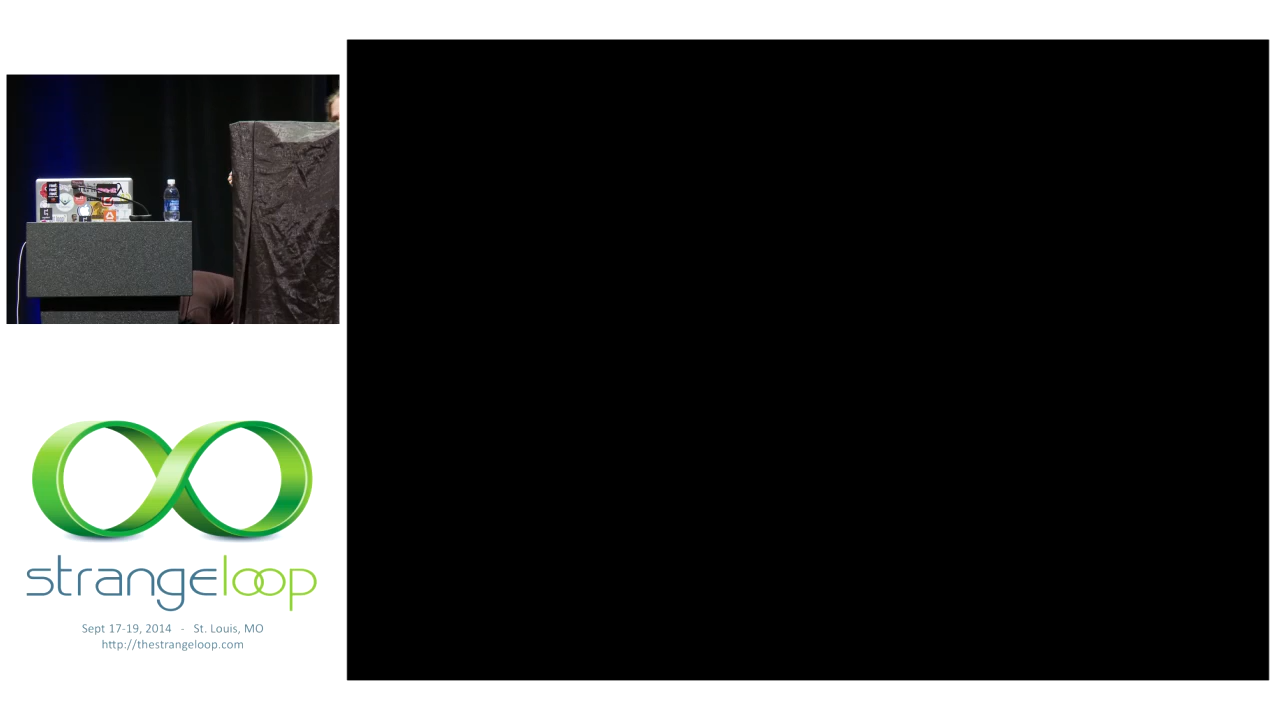 strangeloop
Sept 17-19, 2014 - St. Louis, MO
http://thestrangeloop.com